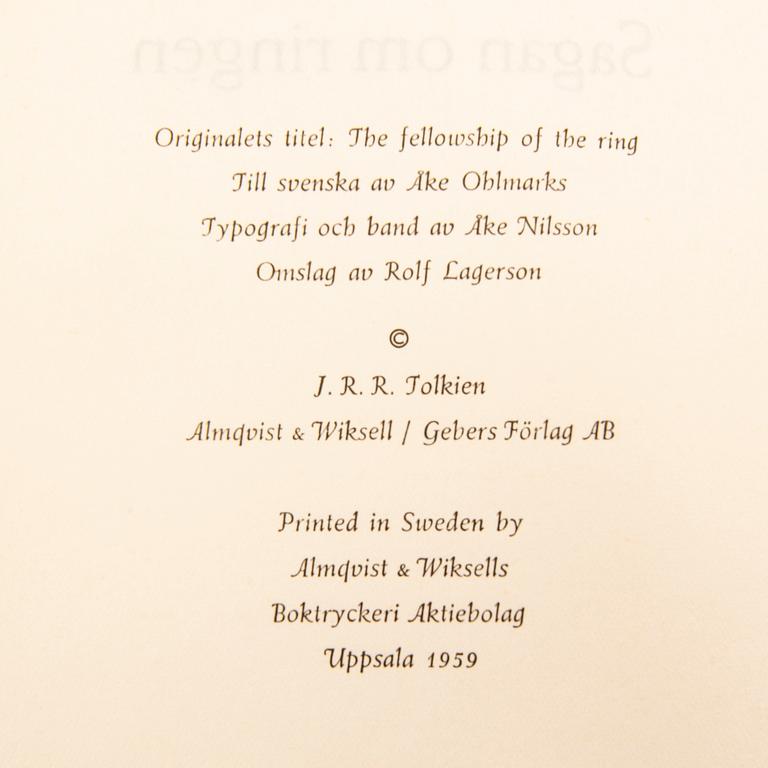 Sagan om ringen
Originalets titel: The fellowship of the ring
Till svenska av Åke Ohlmarks
Typografi och band av Åke Nilsson
Omslag av Rolf Lagerson
©
J. R. R. Tolkien
Almqvist & Wiksell / Gebers Förlag AB
Printed in Sweden by
Almqvist & Wiksells
Boktryckeri Aktiebolag
Uppsala 1959